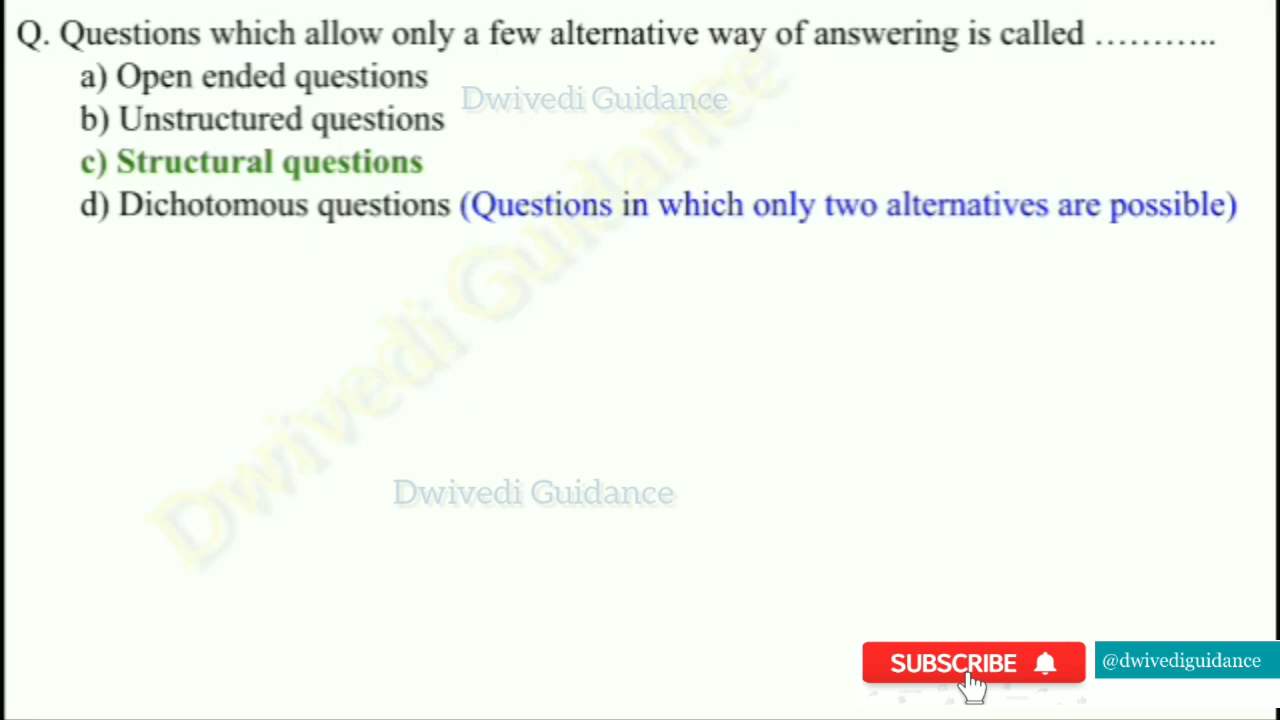 Q. Questions which allow only a few alternative way of answering is called ………..
a) Open ended questions
Dwivedi Guidance
b) Unstructured questions
c) Structural questions
d) Dichotomous questions (Questions in which only two alternatives are possible)
Dwivedi Guidance
Dwivedi Guidance
SUBSCRIBE
@dwivediguidance